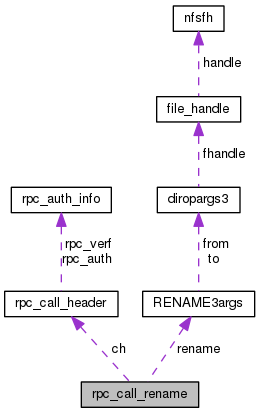 nfsfh
handle
file_handle
fhandle
rpc_auth_info
diropargs3
rpc_verf
rpc_auth
from
to
rpc_call_header
RENAME3args
ch
rename
rpc_call_rename